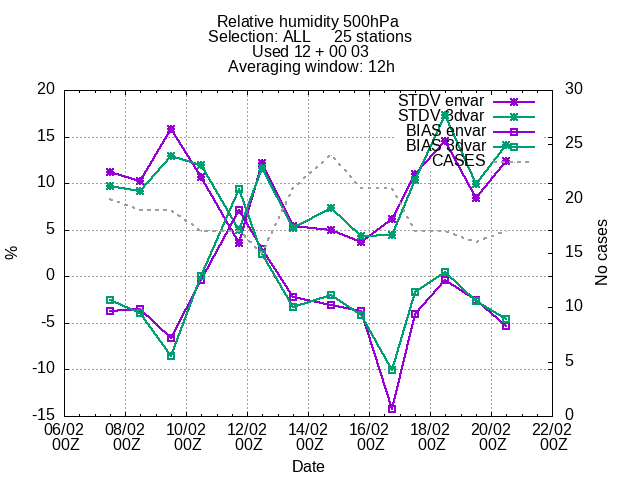 Relative humidity 500hPa
Selection: ALL 25 stations
Used 12 + 00 03
Averaging window: 12h
STDV envar
STDV 3dvar
BIAS envar
BIAS 3dvar
CASES
20
15
10
5
0
-5
-10
-15
%
30
25
20
15
10
5
0
No cases
06/02 08/02 10/02 12/02 14/02 16/02 18/02 20/02 22/02
00Z 00Z 00Z 00Z 00Z 00Z 00Z 00Z 00Z
Date